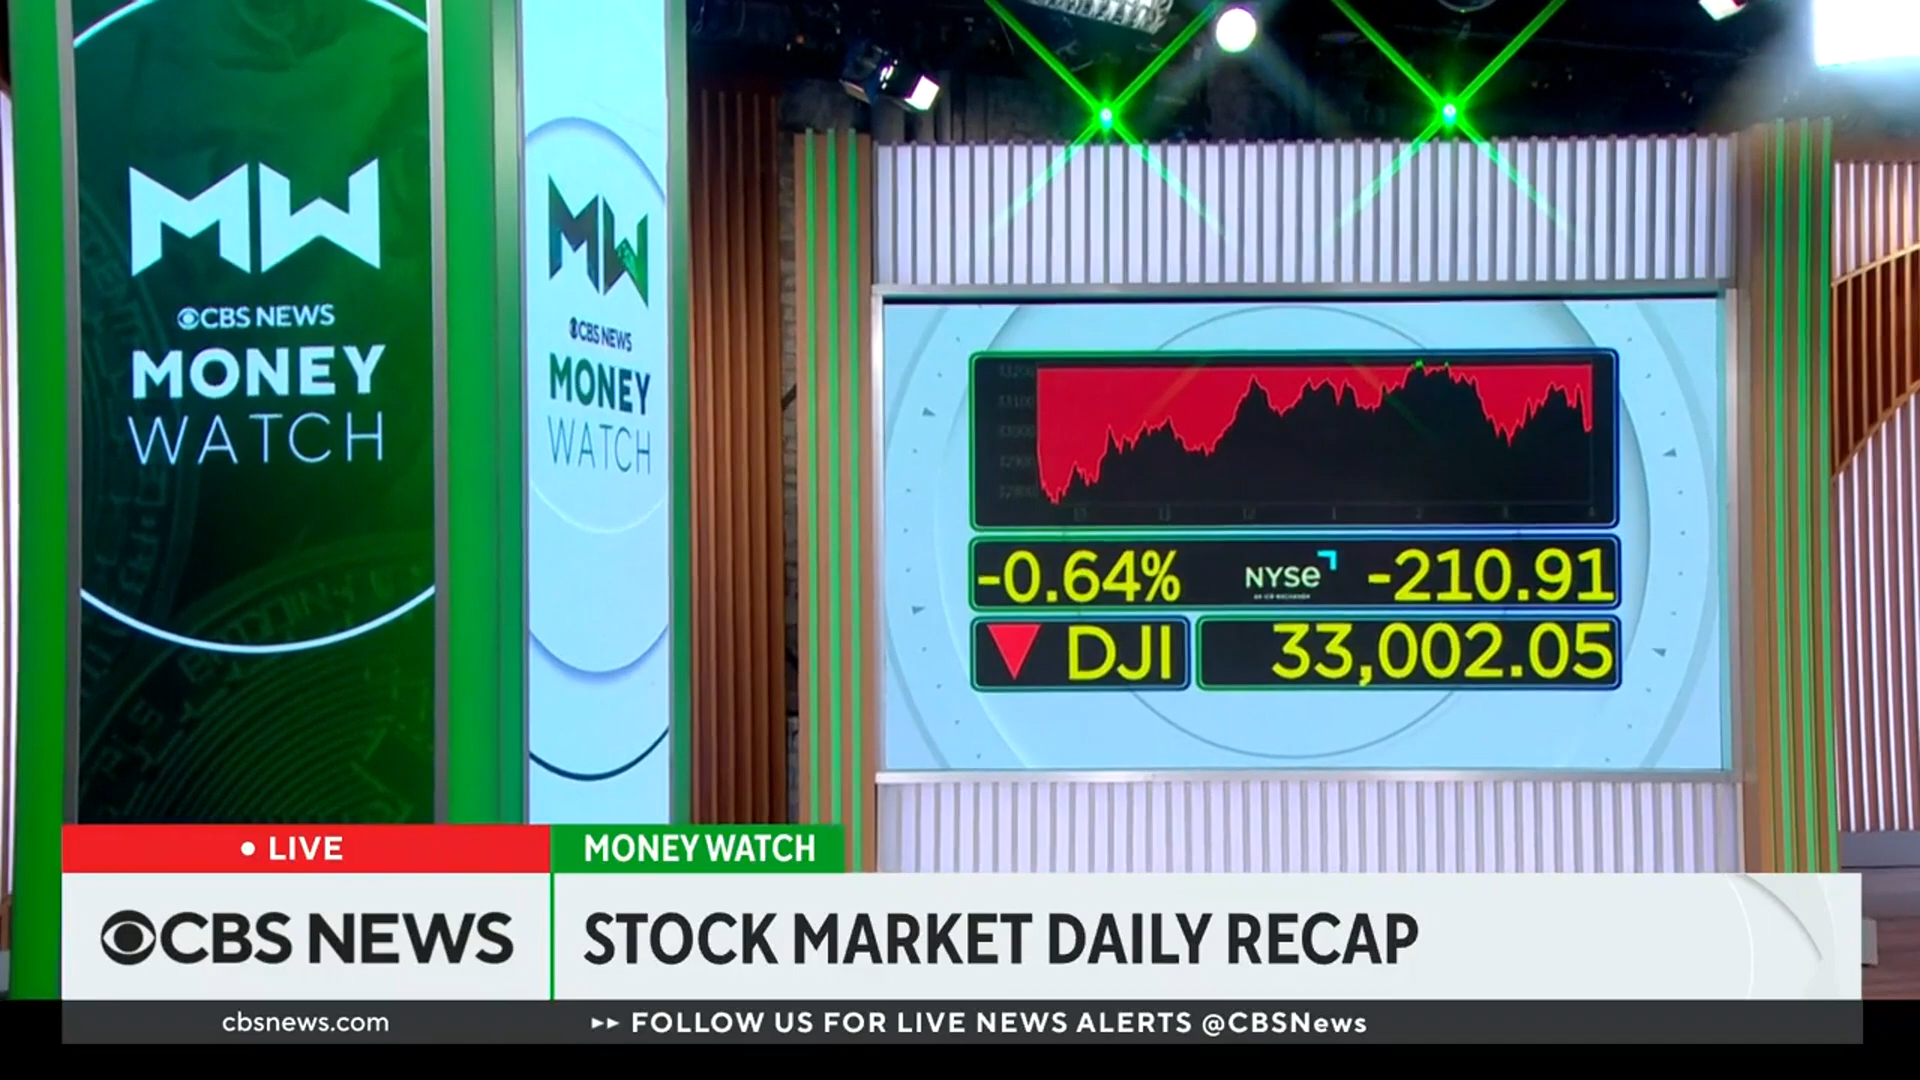 MW
CBS NEWS
MONEY
WATCH
MW
CBS NEWS
MONEY
WATCH
-0.64%
NYSE
-210.91
DJI
33,002.05
• LIVE
MONEY WATCH
CBS NEWS
STOCK MARKET DAILY RECAP
cbsnews.com
FOLLOW US FOR LIVE NEWS ALERTS @CBSNews